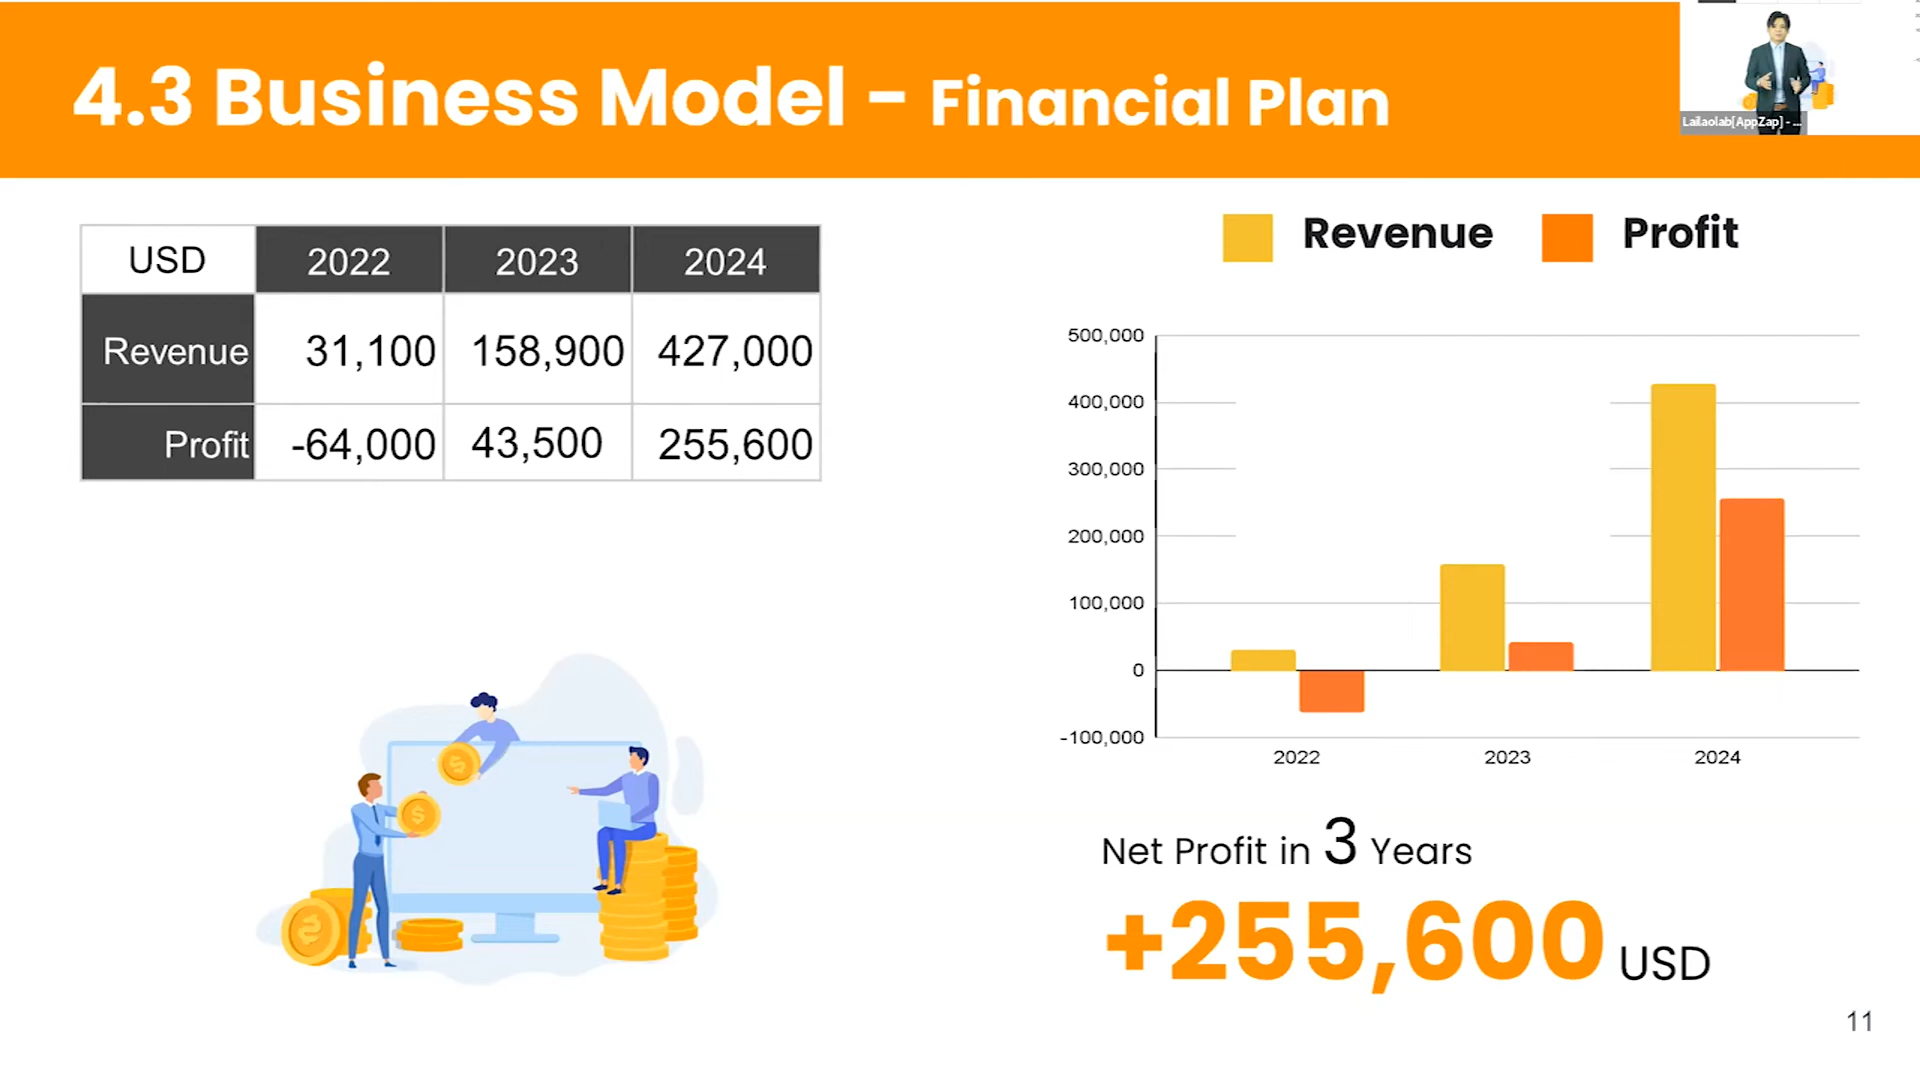 4.3 Business Model - Financial Plan
Lailaolab[AppZap] - ...
USD 2022 2023 2024
Revenue 31,100 158,900 427,000
Profit -64,000 43,500 255,600
Revenue Profit
500,000
400,000
300,000
200,000
100,000
0
-100,000
2022 2023 2024
Net Profit in 3 Years
+255,600 USD
11